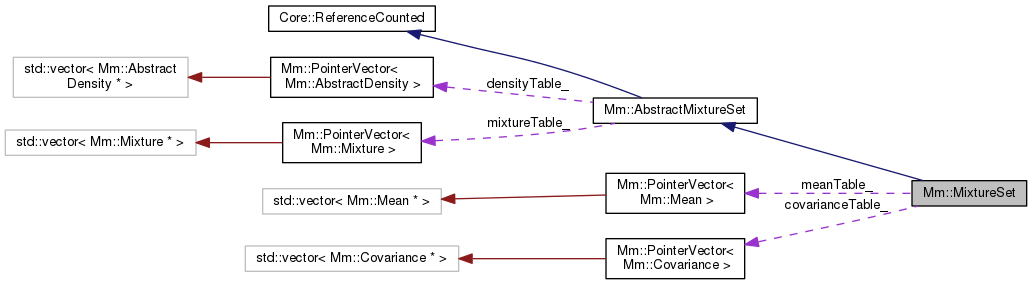 Core::ReferenceCounted
std::vector< Mm::Abstract
Density * >
Mm::PointerVector<
Mm::AbstractDensity >
densityTable_
Mm::AbstractMixtureSet
std::vector< Mm::Mixture * >
Mm::PointerVector<
Mm::Mixture >
mixtureTable_
std::vector< Mm::Mean * >
Mm::PointerVector<
Mm::Mean >
meanTable_
covarianceTable_
Mm::MixtureSet
std::vector< Mm::Covariance * >
Mm::PointerVector<
Mm::Covariance >